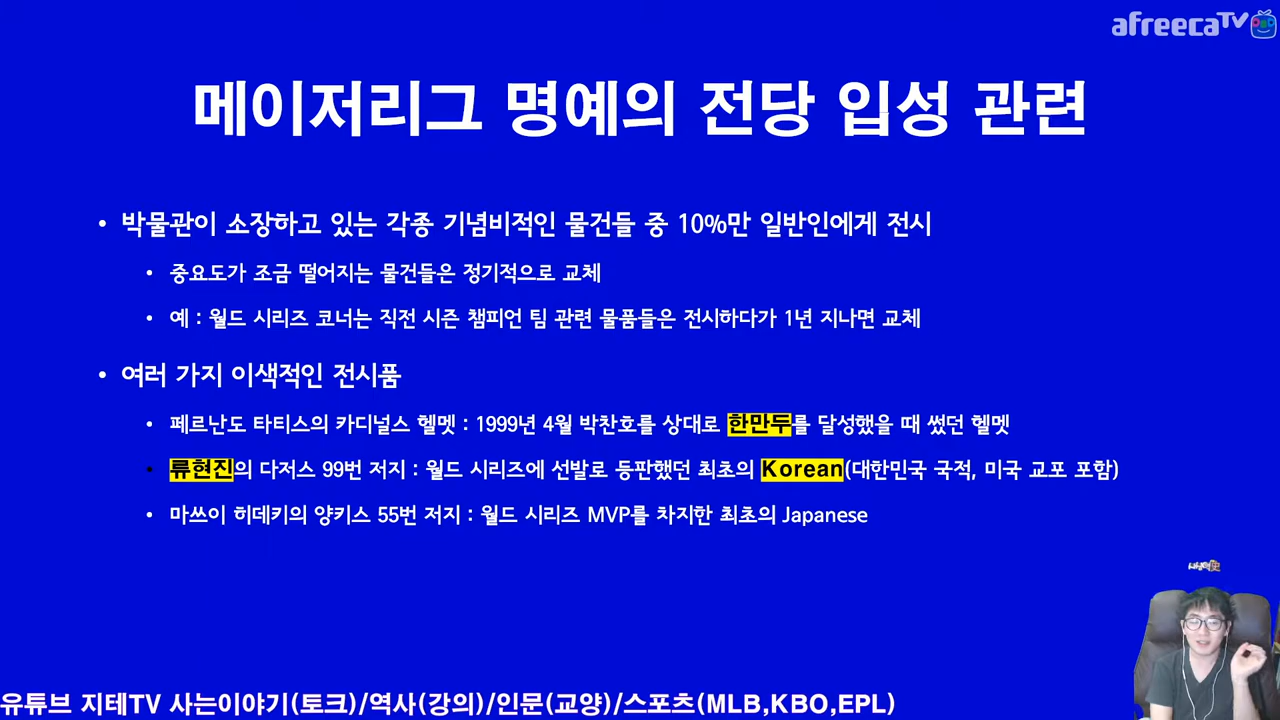 afreecaTV
메이저리그 명예의 전당 입성 관련
• 박물관이 소장하고 있는 각종 기념비적인 물건들 중 10%만 일반인에게 전시
• 중요도가 조금 떨어지는 물건들은 정기적으로 교체
• 예 : 월드 시리즈 코너는 직전 시즌 챔피언 팀 관련 물품들은 전시하다가 1년 지나면 교체
• 여러 가지 이색적인 전시품
• 페르난도 타티스의 카디널스 헬멧 : 1999년 4월 박찬호를 상대로 한만두를 달성했을 때 썼던 헬멧
• 류현진의 다저스 99번 저지 : 월드 시리즈에 선발로 등판했던 최초의 Korean(대한민국 국적, 미국 교포 포함)
• 마쓰이 히데키의 양키스 55번 저지 : 월드 시리즈 MVP를 차지한 최초의 Japanese
유튜브 지테TV 사는이야기(토크)/역사(강의)/인문(교양)/스포츠(MLB,KBO,EPL)